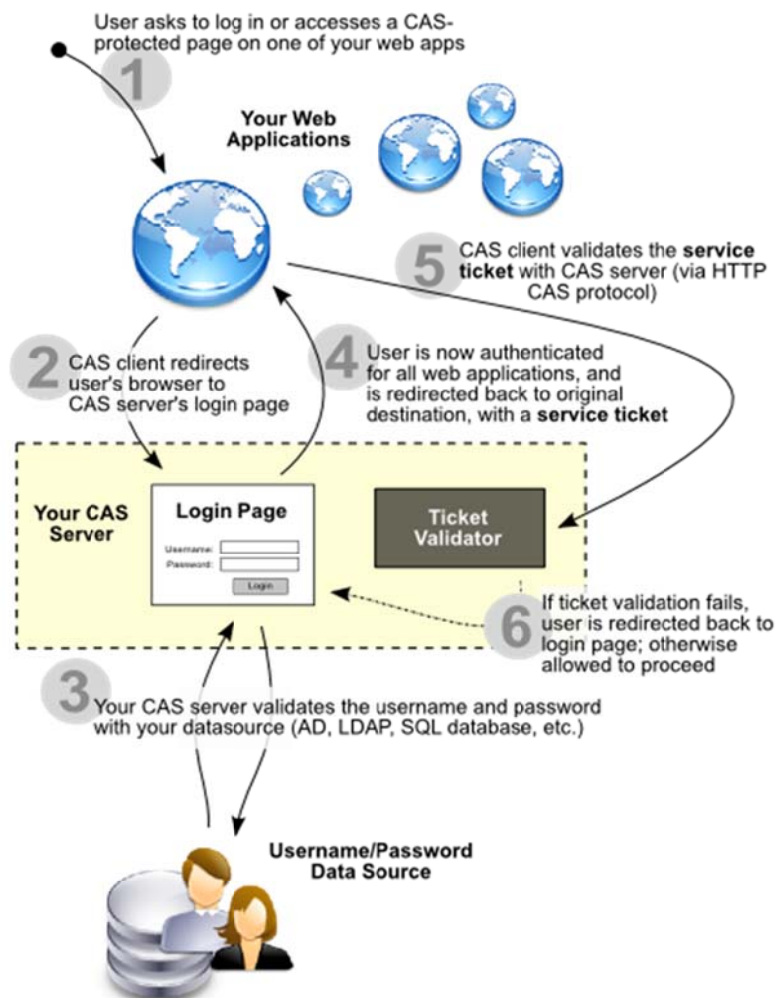 User asks to log in or accesses a CAS-
protected page on one of your web apps
1
Your Web
Applications
5
CAS client validates the service
ticket with CAS server (via HTTP
CAS protocol)
2
CAS client redirects
user's browser to
CAS server's login page
4
User is now authenticated
for all web applications, and
is redirected back to original
destination, with a service ticket
Your CAS
Server
Login Page
Username:
Password:
Login
Ticket
Validator
6
If ticket validation fails,
user is redirected back to
login page; otherwise
allowed to proceed
3
Your CAS server validates the username and password
with your datasource (AD, LDAP, SQL database, etc.)
Username/Password
Data Source